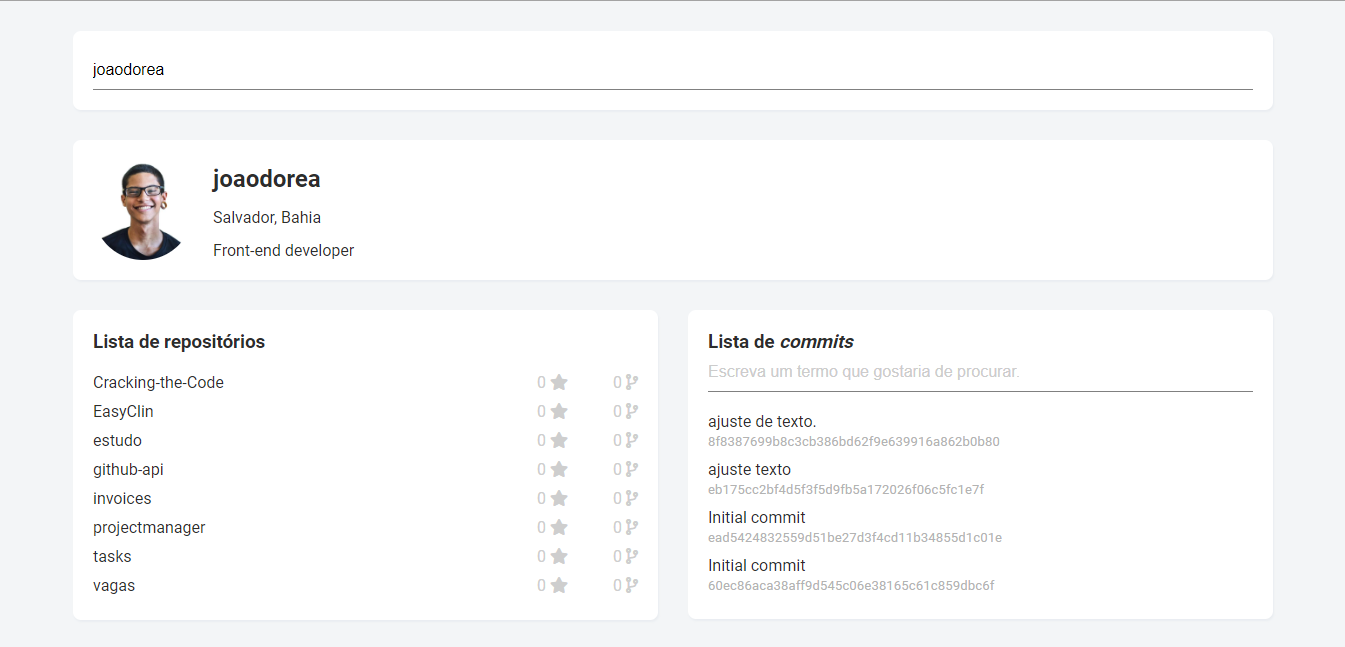 joaodorea
joaodorea
Salvador, Bahia
Front-end developer
Lista de repositórios
Cracking-the-Code 0 0
EasyClin 0 0
estudo 0 0
github-api 0 0
invoices 0 0
projectmanager 0 0
tasks 0 0
vagas 0 0
Lista de commits
Escreva um termo que gostaria de procurar.
ajuste de texto.
8f8387699b8c3cb386bd62f9e639916a862b0b80
ajuste texto
eb175cc2bf4d5f3f5d9fb5a172026f06c5fc1e7f
Initial commit
ead5424832559d51be27d3f4cd11b34855d1c01e
Initial commit
60ec86aca38aff9d545c06e38165c61c859dbc6f